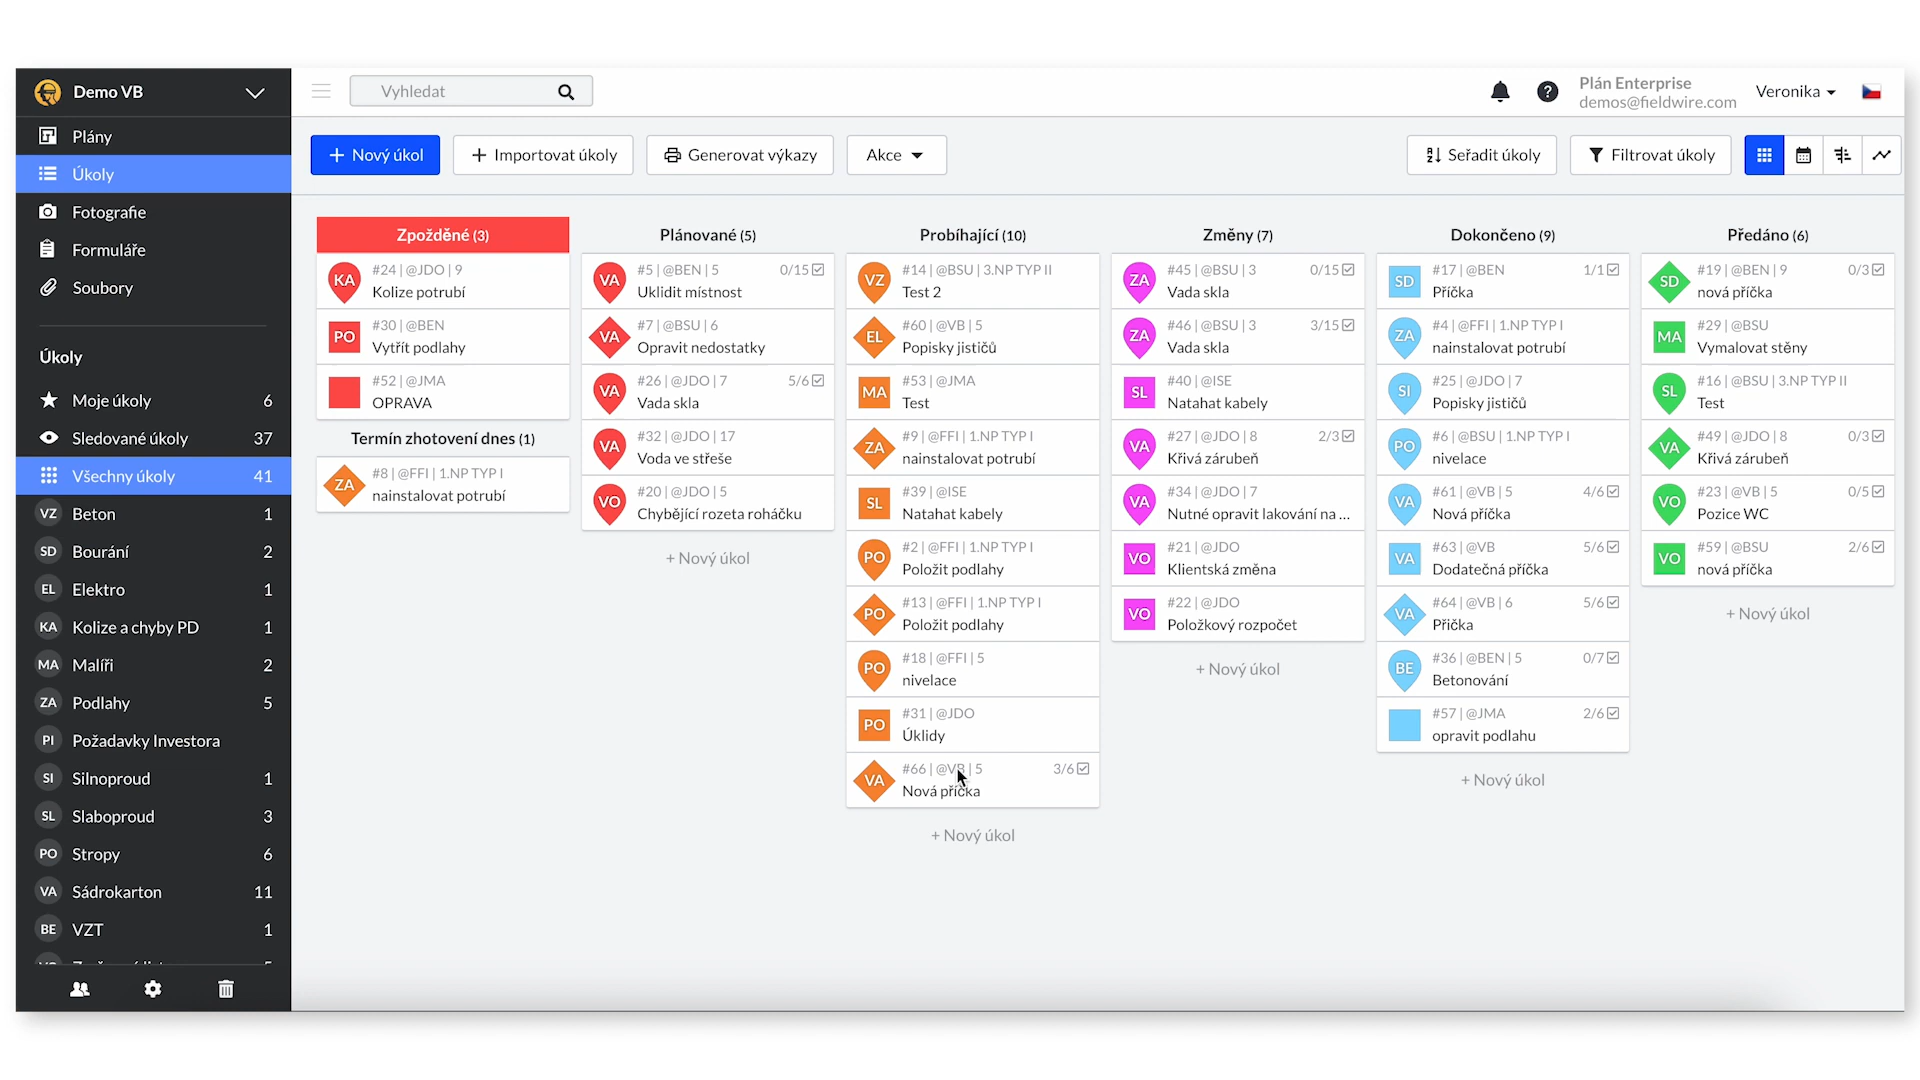 Demo VB
Vyhledat
Plán Enterprise
demos@fieldwire.com
Veronika
Plány
Úkoly
Fotografie
Formuláře
Soubory
Úkoly
Moje úkoly 6
Sledované úkoly 37
Všechny úkoly 41
VZ Beton 1
SD Bourání 2
EL Elektro 1
KA Kolize a chyby PD 1
MA Malíři 2
ZA Podlahy 5
PI Požadavky Investora
SI Silnoproud 1
SL Slaboproud 3
PO Stropy 6
VA Sádrokarton 11
BE VZT 1
+ Nový úkol
+ Importovat úkoly
Generovat výkazy
Akce
Seřadit úkoly
Filtrovat úkoly
Zpožděné (3)
KA #24 | @JDO | 9
Kolize potrubí
PO #30 | @BEN
Vytřít podlahy
#52 | @JMA
OPRAVA
Termín zhotovení dnes (1)
ZA #8 | @FFI | 1.NP TYP I
nainstalovat potrubí
Plánované (5)
VA #5 | @BEN | 5 0/15
Uklidit místnost
VA #7 | @BSU | 6
Opravit nedostatky
VA #26 | @JDO | 7 5/6
Vada skla
VA #32 | @JDO | 17
Voda ve střeše
VO #20 | @JDO | 5
Chybějící rozeta roháčku
+ Nový úkol
Probíhající (10)
VZ #14 | @BSU | 3.NP TYP II
Test 2
EL #60 | @VB | 5
Popisky jističů
MA #53 | @JMA
Test
ZA #9 | @FFI | 1.NP TYP I
nainstalovat potrubí
SL #39 | @ISE
Natahat kabely
PO #2 | @FFI | 1.NP TYP I
Položit podlahy
PO #13 | @FFI | 1.NP TYP I
Položit podlahy
PO #18 | @FFI | 5
nivelace
PO #31 | @JDO
Úklidy
VA #66 | @VB | 5 3/6
Nová příčka
+ Nový úkol
Změny (7)
ZA #45 | @BSU | 3 0/15
Vada skla
ZA #46 | @BSU | 3 3/15
Vada skla
SL #40 | @ISE
Natahat kabely
VA #27 | @JDO | 8 2/3
Křivá zárubeň
VA #34 | @JDO | 7
Nutné opravit lakování na ...
VO #21 | @JDO
Klientská změna
VO #22 | @JDO
Položkový rozpočet
+ Nový úkol
Dokončeno (9)
SD #17 | @BEN 1/1
Příčka
ZA #4 | @FFI | 1.NP TYP I
nainstalovat potrubí
SI #25 | @JDO | 7
Popisky jističů
PO #6 | @BSU | 1.NP TYP I
nivelace
VA #61 | @VB | 5 4/6
Nová příčka
VA #63 | @VB 5/6
Dodatečná příčka
VA #64 | @VB | 6 5/6
Přička
BE #36 | @BEN | 5 0/7
Betonování
#57 | @JMA 2/6
opravit podlahu
+ Nový úkol
Předáno (6)
SD #19 | @BEN | 9 0/3
nová příčka
MA #29 | @BSU
Vymalovat stěny
SL #16 | @BSU | 3.NP TYP II
Test
VA #49 | @JDO | 8 0/3
Křivá zárubeň
VO #23 | @VB | 5 0/5
Pozice WC
VO #59 | @BSU 2/6
nová příčka
+ Nový úkol